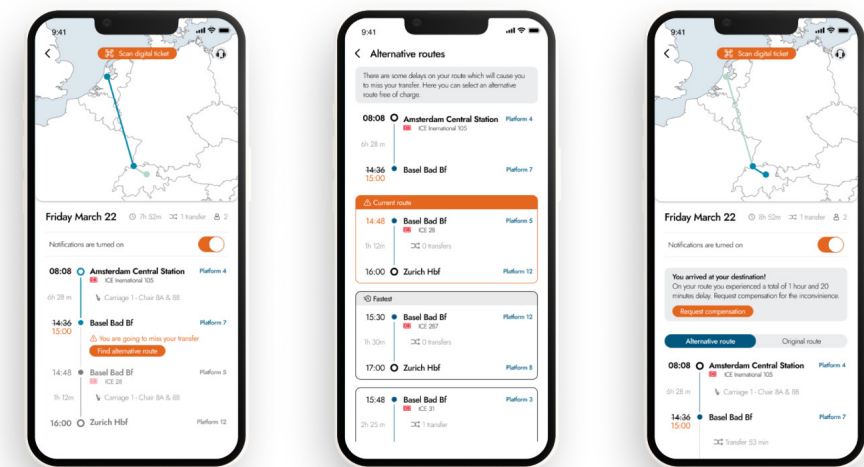 9:41
Scan digital ticket
Friday March 22 7h 52m 1 transfer 2
Notifications are turned on
08:08 Amsterdam Central Station Platform 4
ICE Inernational 105
6h 28 m Carriage 1 - Chair 8A & 8B
14:36 Basel Bad Bf Platform 7
15:00
You are going to miss your transfer
Find alternative route
14:48 Basel Bad Bf Platform 5
ICE 28
1h 12m Carriage 1 - Chair 8A & 8B
16:00 Zurich Hbf Platform 12
9:41
Alternative routes
There are some delays on your route which will cause you
to miss your transfer. Here you can select an alternative
route free of charge.
08:08 Amsterdam Central Station Platform 4
ICE Inernational 105
6h 28 m
14:36 Basel Bad Bf Platform 7
15:00
Current route
14:48 Basel Bad Bf Platform 5
ICE 28
1h 12m 0 transfers
16:00 Zurich Hbf Platform 12
Fastest
15:30 Basel Bad Bf Platform 12
ICE 287
1h 30m 0 transfers
17:00 Zurich Hbf Platform 8
15:48 Basel Bad Bf Platform 3
ICE 31
2h 25 m 1 transfer
9:41
Scan digital ticket
Friday March 22 8h 52m 1 transfer 2
Notifications are turned on
You arrived at your destination!
On your route you experienced a total of 1 hour and 20
minutes delay. Request compensation for the inconvinience.
Request compensation
Alternative route Original route
08:08 Amsterdam Central Station Platform 4
ICE Inernational 105
6h 28 m Carriage 1 - Chair 8A & 8B
14:36 Basel Bad Bf Platform 7
15:00
Transfer 53 min